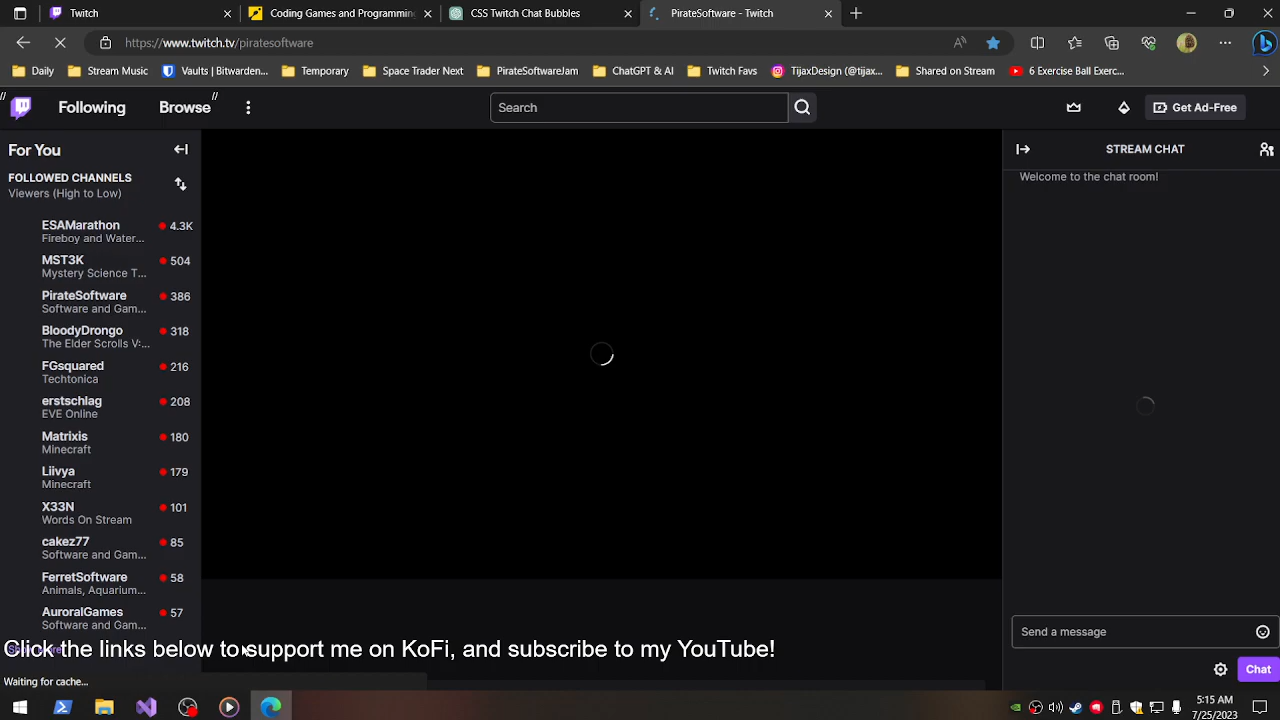 Twitch
Coding Games and Programming
CSS Twitch Chat Bubbles
PirateSoftware - Twitch
https://www.twitch.tv/piratesoftware
Daily
Stream Music
Vaults | Bitwarden...
Temporary
Space Trader Next
PirateSoftwareJam
ChatGPT & AI
Twitch Favs
TijaxDesign (@tijax...
Shared on Stream
6 Exercise Ball Exerc...
//
Following
Browse
//
Search
Get Ad-Free
For You
STREAM CHAT
FOLLOWED CHANNELS
Viewers (High to Low)
Welcome to the chat room!
ESAMarathon
4.3K
Fireboy and Water...
MST3K
504
Mystery Science T...
PirateSoftware
386
Software and Gam...
BloodyDrongo
318
The Elder Scrolls V:...
FGsquared
216
Techtonica
erstschlag
208
EVE Online
Matrixis
180
Minecraft
Liivya
179
Minecraft
X33N
101
Words On Stream
cakez77
85
Software and Gam...
FerretSoftware
58
Animals, Aquarium...
AuroralGames
57
Software and Gam...
Click the links below to support me on KoFi, and subscribe to my YouTube!
Send a message
Chat
Waiting for cache...
5:15 AM
7/25/2023